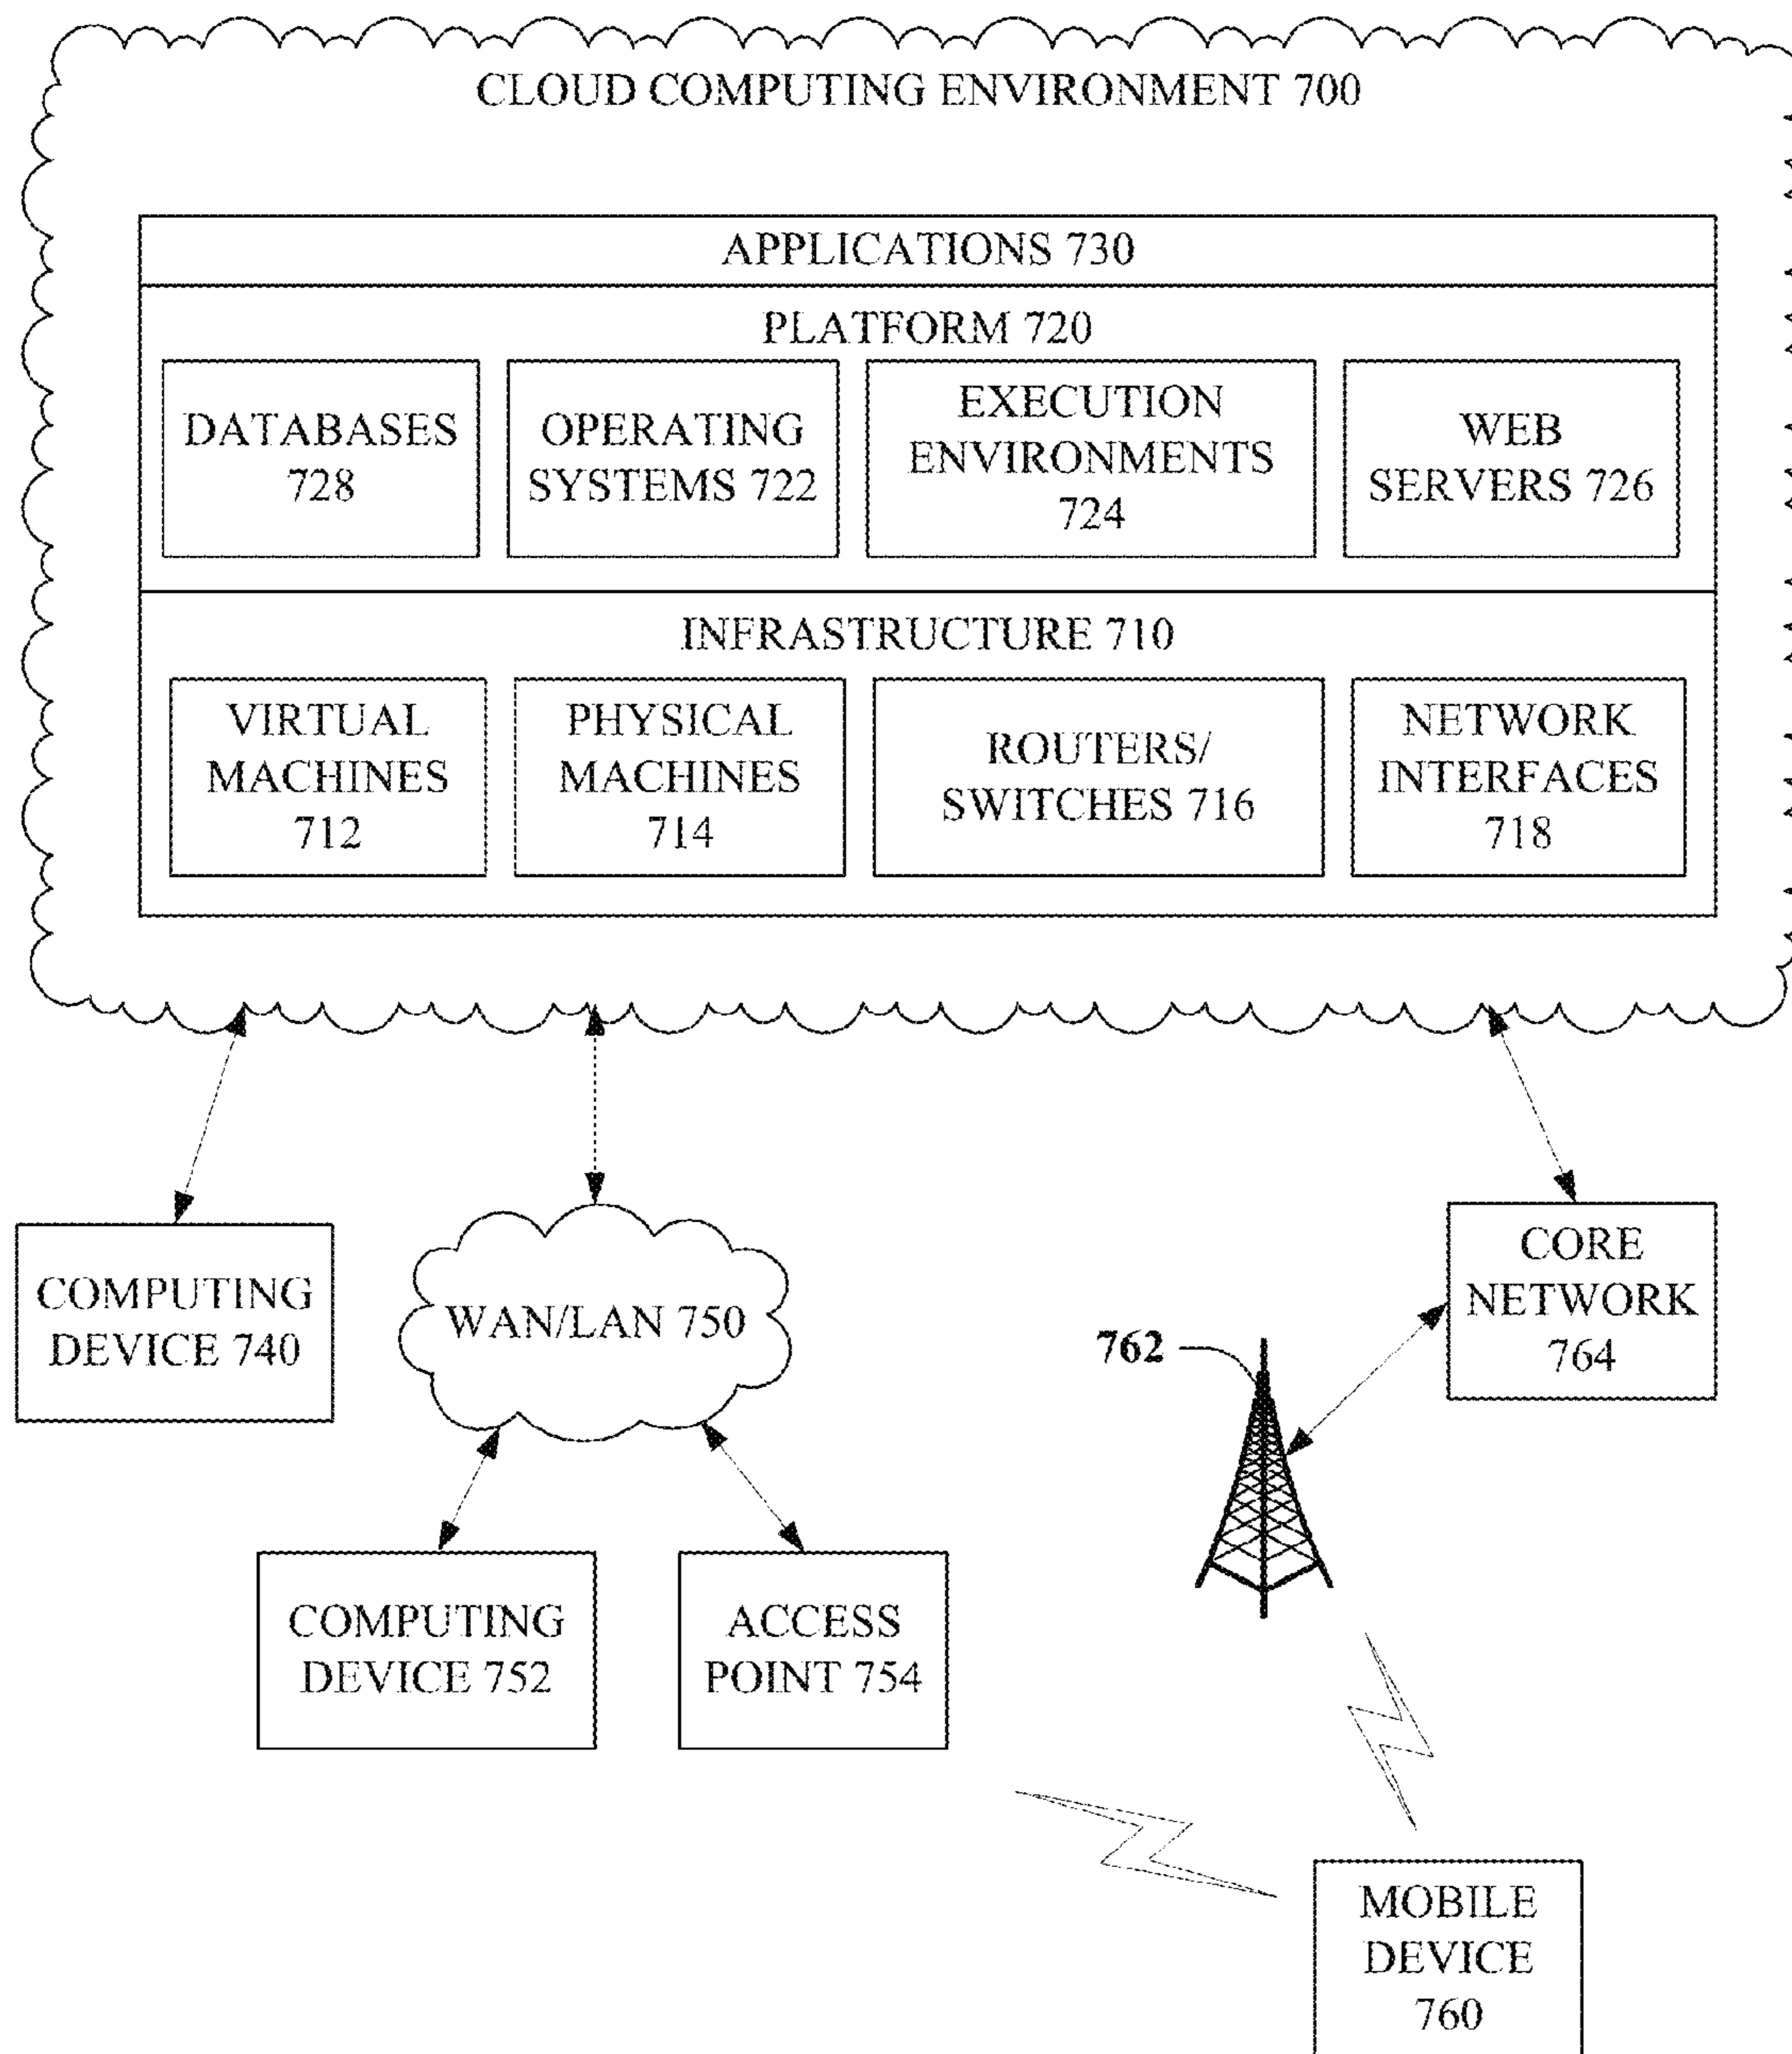 CLOUD COMPUTING ENVIRONMENT 700
APPLICATIONS 730
PLATFORM 720
DATABASES
728
OPERATING
SYSTEMS 722
EXECUTION
ENVIRONMENTS
724
WEB
SERVERS 726
INFRASTRUCTURE 710
VIRTUAL
MACHINES
712
PHYSICAL
MACHINES
714
ROUTERS/
SWITCHES 716
NETWORK
INTERFACES
718
COMPUTING
DEVICE 740
WAN/LAN 750
762
CORE
NETWORK
764
COMPUTING
DEVICE 752
ACCESS
POINT 754
MOBILE
DEVICE
760